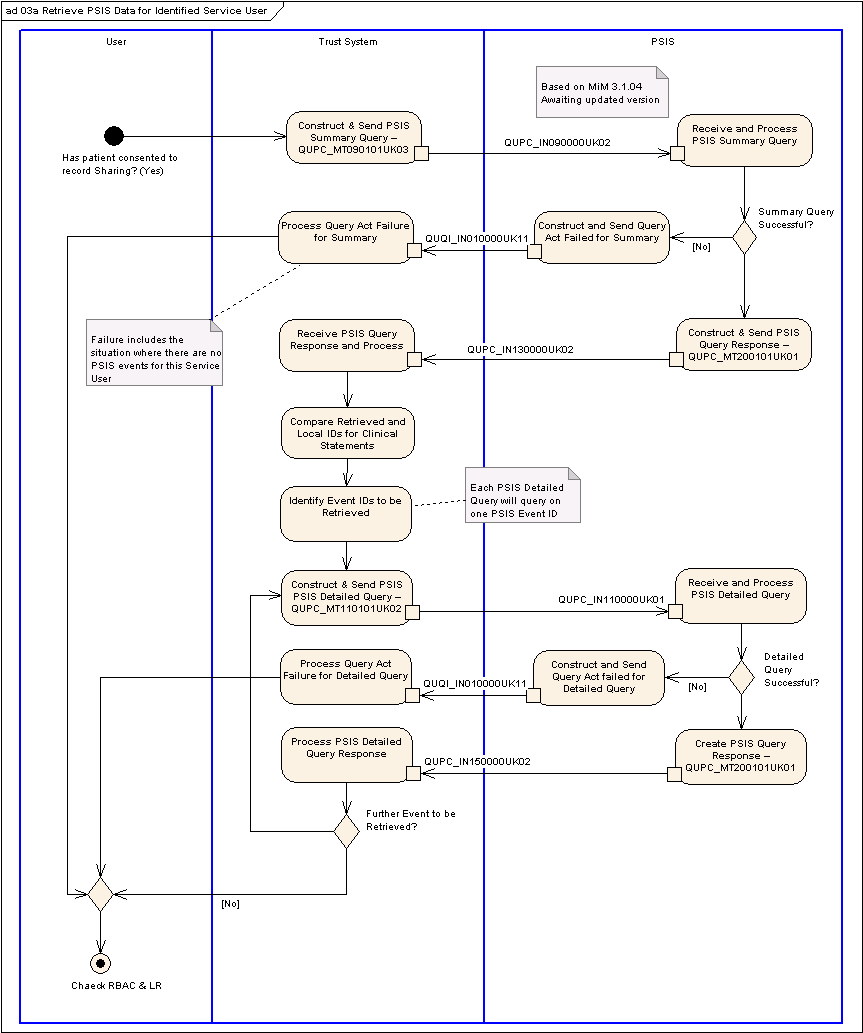 ad 03a Retrieve PSIS Data for Identified Service User
User
Trust System
PSIS
Based on MiM 3.1.04
Awaiting updated version
Construct & Send PSIS
Summary Query –
QUPC_MT090101UK03
QUPC_IN090000UK02
Receive and Process
PSIS Summary Query
Has patient consented to
record Sharing? (Yes)
Summary Query
Successful?
[No]
Construct and Send Query
Act Failed for Summary
QUQI_IN010000UK11
Process Query Act Failure
for Summary
Failure includes the
situation where there are no
PSIS events for this Service
User
Construct & Send PSIS
Query Response –
QUPC_MT200101UK01
QUPC_IN130000UK02
Receive PSIS Query
Response and Process
Compare Retrieved and
Local IDs for Clinical
Statements
Identify Event IDs to be
Retrieved
Each PSIS Detailed
Query will query on
one PSIS Event ID
Construct & Send PSIS
PSIS Detailed Query –
QUPC_MT110101UK02
QUPC_IN110000UK01
Receive and Process
PSIS Detailed Query
Detailed
Query
Successful?
[No]
Construct and Send
Query Act failed for
Detailed Query
QUQI_IN010000UK11
Process Query Act
Failure for Detailed Query
Create PSIS Query
Response –
QUPC_MT200101UK01
QUPC_IN150000UK02
Process PSIS Detailed
Query Response
Further Event to be
Retrieved?
[No]
Chaeck RBAC & LR